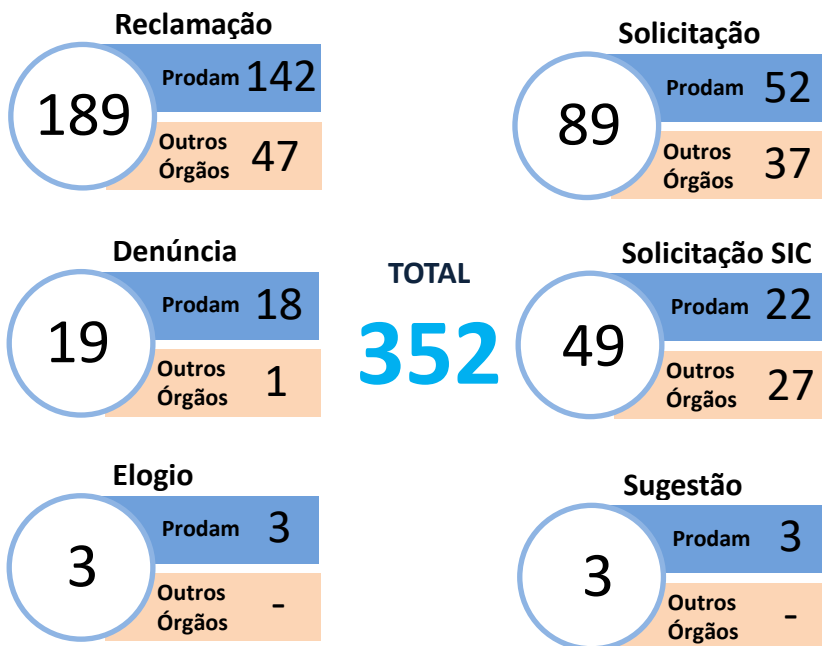 Reclamação
189
Prodam 142
Outros
Órgãos 47
Solicitação
89
Prodam 52
Outros
Órgãos 37
Denúncia
19
Prodam 18
Outros
Órgãos 1
TOTAL
352
Solicitação SIC
49
Prodam 22
Outros
Órgãos 27
Elogio
3
Prodam 3
Outros
Órgãos -
Sugestão
3
Prodam 3
Outros
Órgãos -